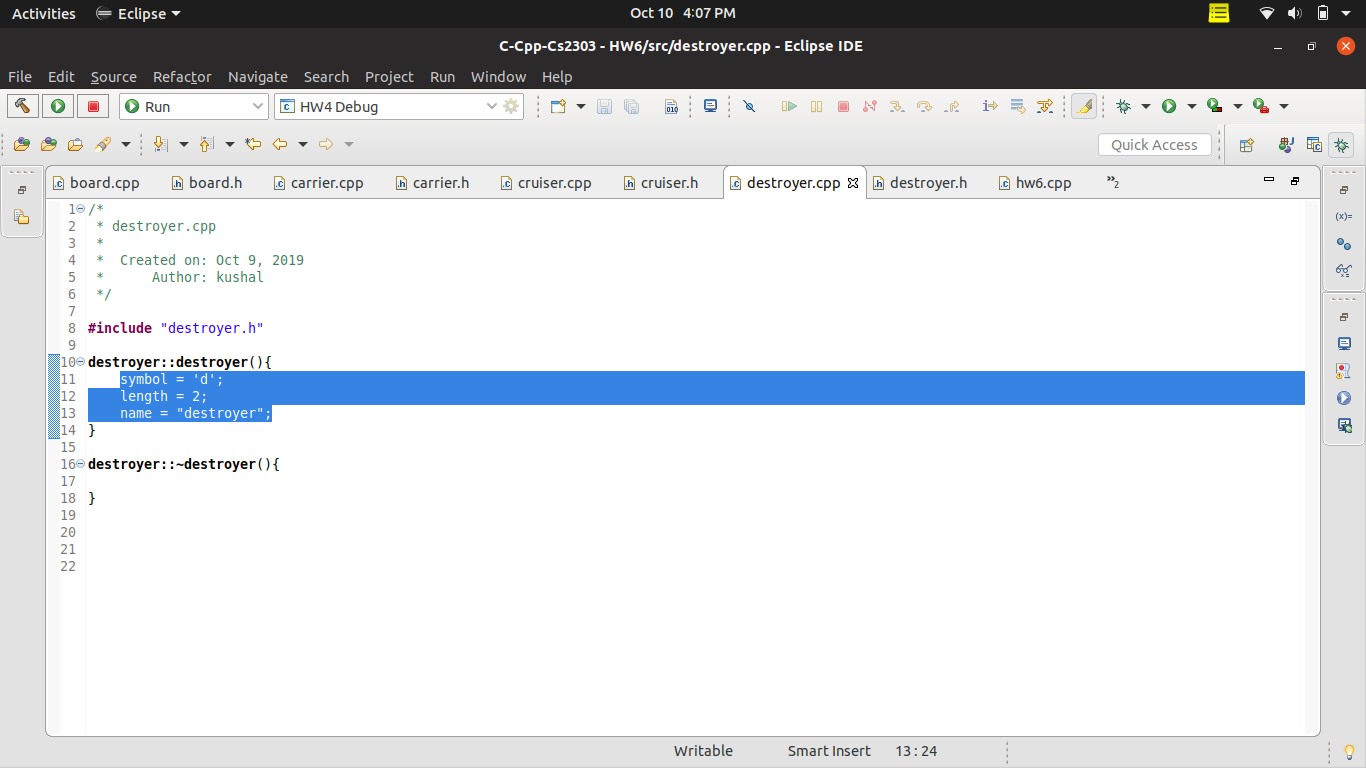 Activities Eclipse Oct 10 4:07 PM
C-Cpp-Cs2303 - HW6/src/destroyer.cpp - Eclipse IDE
File Edit Source Refactor Navigate Search Project Run Window Help
Run HW4 Debug
Quick Access
board.cpp board.h carrier.cpp carrier.h cruiser.cpp cruiser.h destroyer.cpp destroyer.h hw6.cpp »2
1 /*
2 * destroyer.cpp
3 *
4 * Created on: Oct 9, 2019
5 * Author: kushal
6 */
7
8 #include "destroyer.h"
9
10 destroyer::destroyer(){
11 symbol = 'd';
12 length = 2;
13 name = "destroyer";
14 }
15
16 destroyer::~destroyer(){
17
18 }
19
20
21
22
Writable Smart Insert 13 : 24